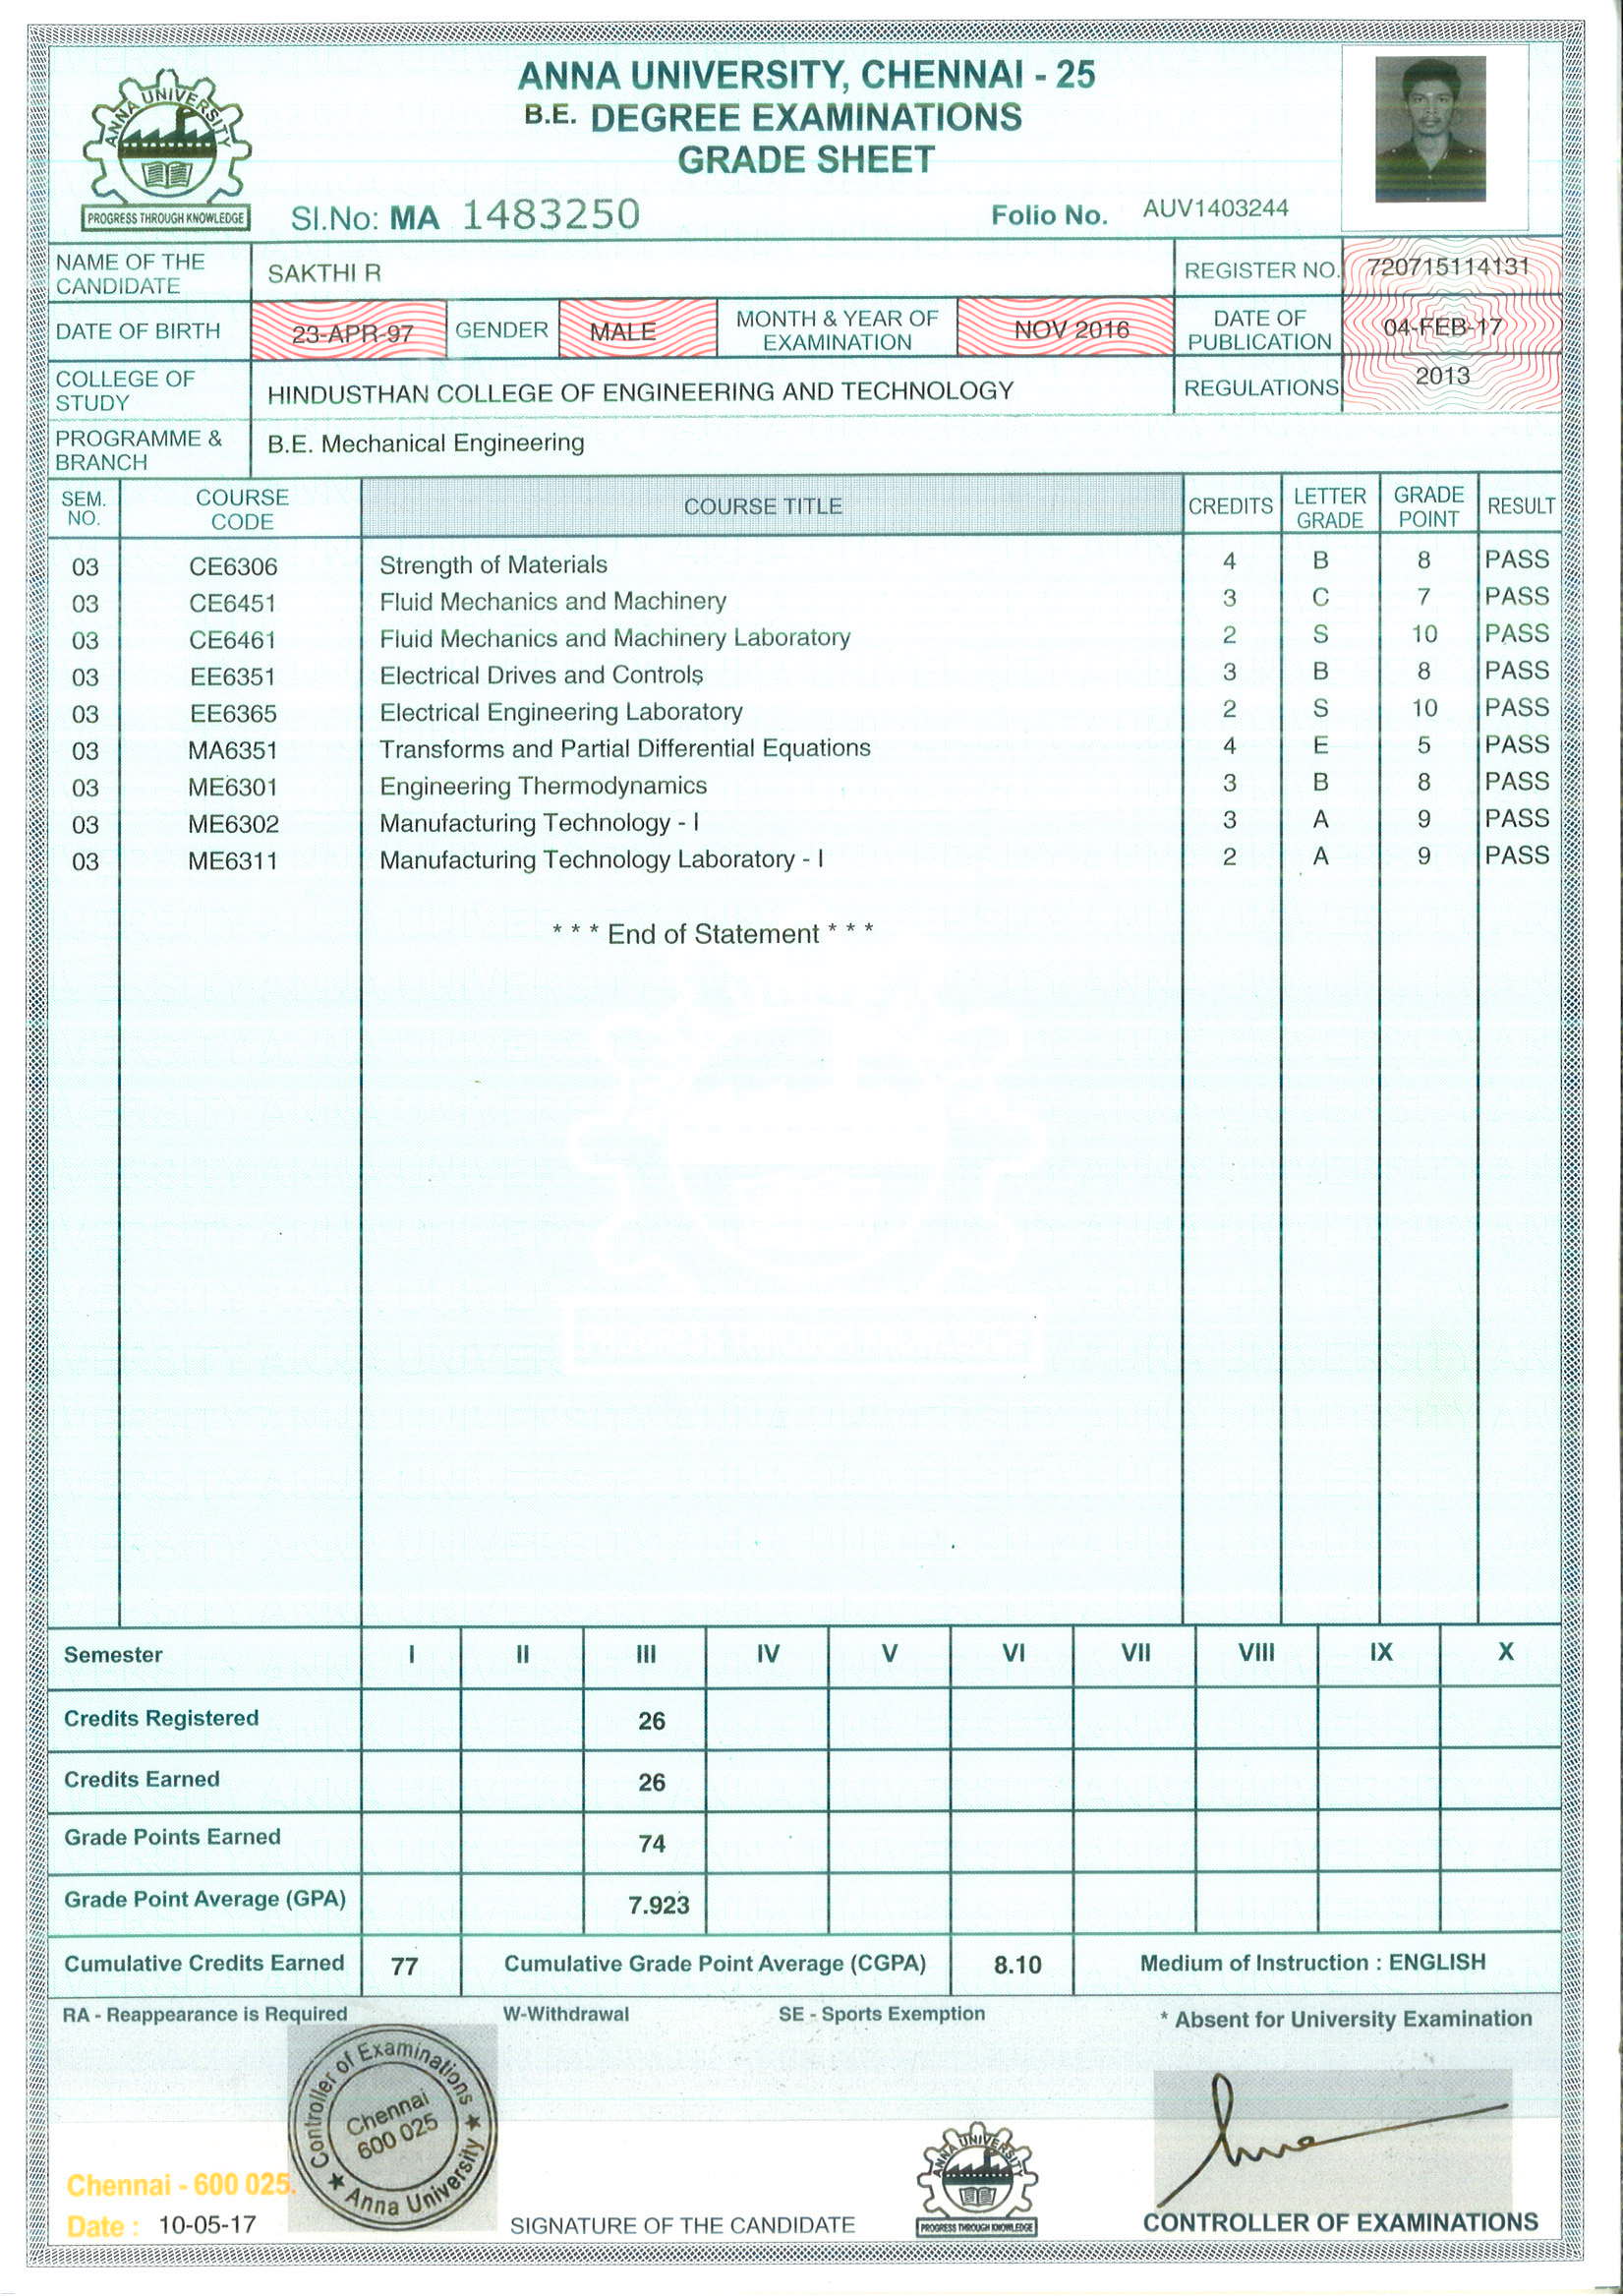 ANNA UNIVERSITY, CHENNAI - 25
B.E. DEGREE EXAMINATIONS
GRADE SHEET
ANNA UNIVERSITY
PROGRESS THROUGH KNOWLEDGE
SI.No: MA 1483250 Folio No. AUV1403244
NAME OF THE CANDIDATE SAKTHI R REGISTER NO. 720715114131
DATE OF BIRTH 23-APR-97 GENDER MALE MONTH & YEAR OF EXAMINATION NOV 2016 DATE OF PUBLICATION 04-FEB-17
COLLEGE OF STUDY HINDUSTHAN COLLEGE OF ENGINEERING AND TECHNOLOGY REGULATIONS 2013
PROGRAMME & BRANCH B.E. Mechanical Engineering
SEM. NO. COURSE CODE COURSE TITLE CREDITS LETTER GRADE GRADE POINT RESULT
03 CE6306 Strength of Materials 4 B 8 PASS
03 CE6451 Fluid Mechanics and Machinery 3 C 7 PASS
03 CE6461 Fluid Mechanics and Machinery Laboratory 2 S 10 PASS
03 EE6351 Electrical Drives and Controls 3 B 8 PASS
03 EE6365 Electrical Engineering Laboratory 2 S 10 PASS
03 MA6351 Transforms and Partial Differential Equations 4 E 5 PASS
03 ME6301 Engineering Thermodynamics 3 B 8 PASS
03 ME6302 Manufacturing Technology - I 3 A 9 PASS
03 ME6311 Manufacturing Technology Laboratory - I 2 A 9 PASS
* * * End of Statement * * *
Semester I II III IV V VI VII VIII IX X
Credits Registered 26
Credits Earned 26
Grade Points Earned 74
Grade Point Average (GPA) 7.923
Cumulative Credits Earned 77 Cumulative Grade Point Average (CGPA) 8.10 Medium of Instruction : ENGLISH
RA - Reappearance is Required W-Withdrawal SE - Sports Exemption * Absent for University Examination
Controller of Examinations
Chennai
600 025
★ Anna University ★
ANNA UNIVERSITY
PROGRESS THROUGH KNOWLEDGE
Chennai - 600 025.
Date : 10-05-17 SIGNATURE OF THE CANDIDATE CONTROLLER OF EXAMINATIONS